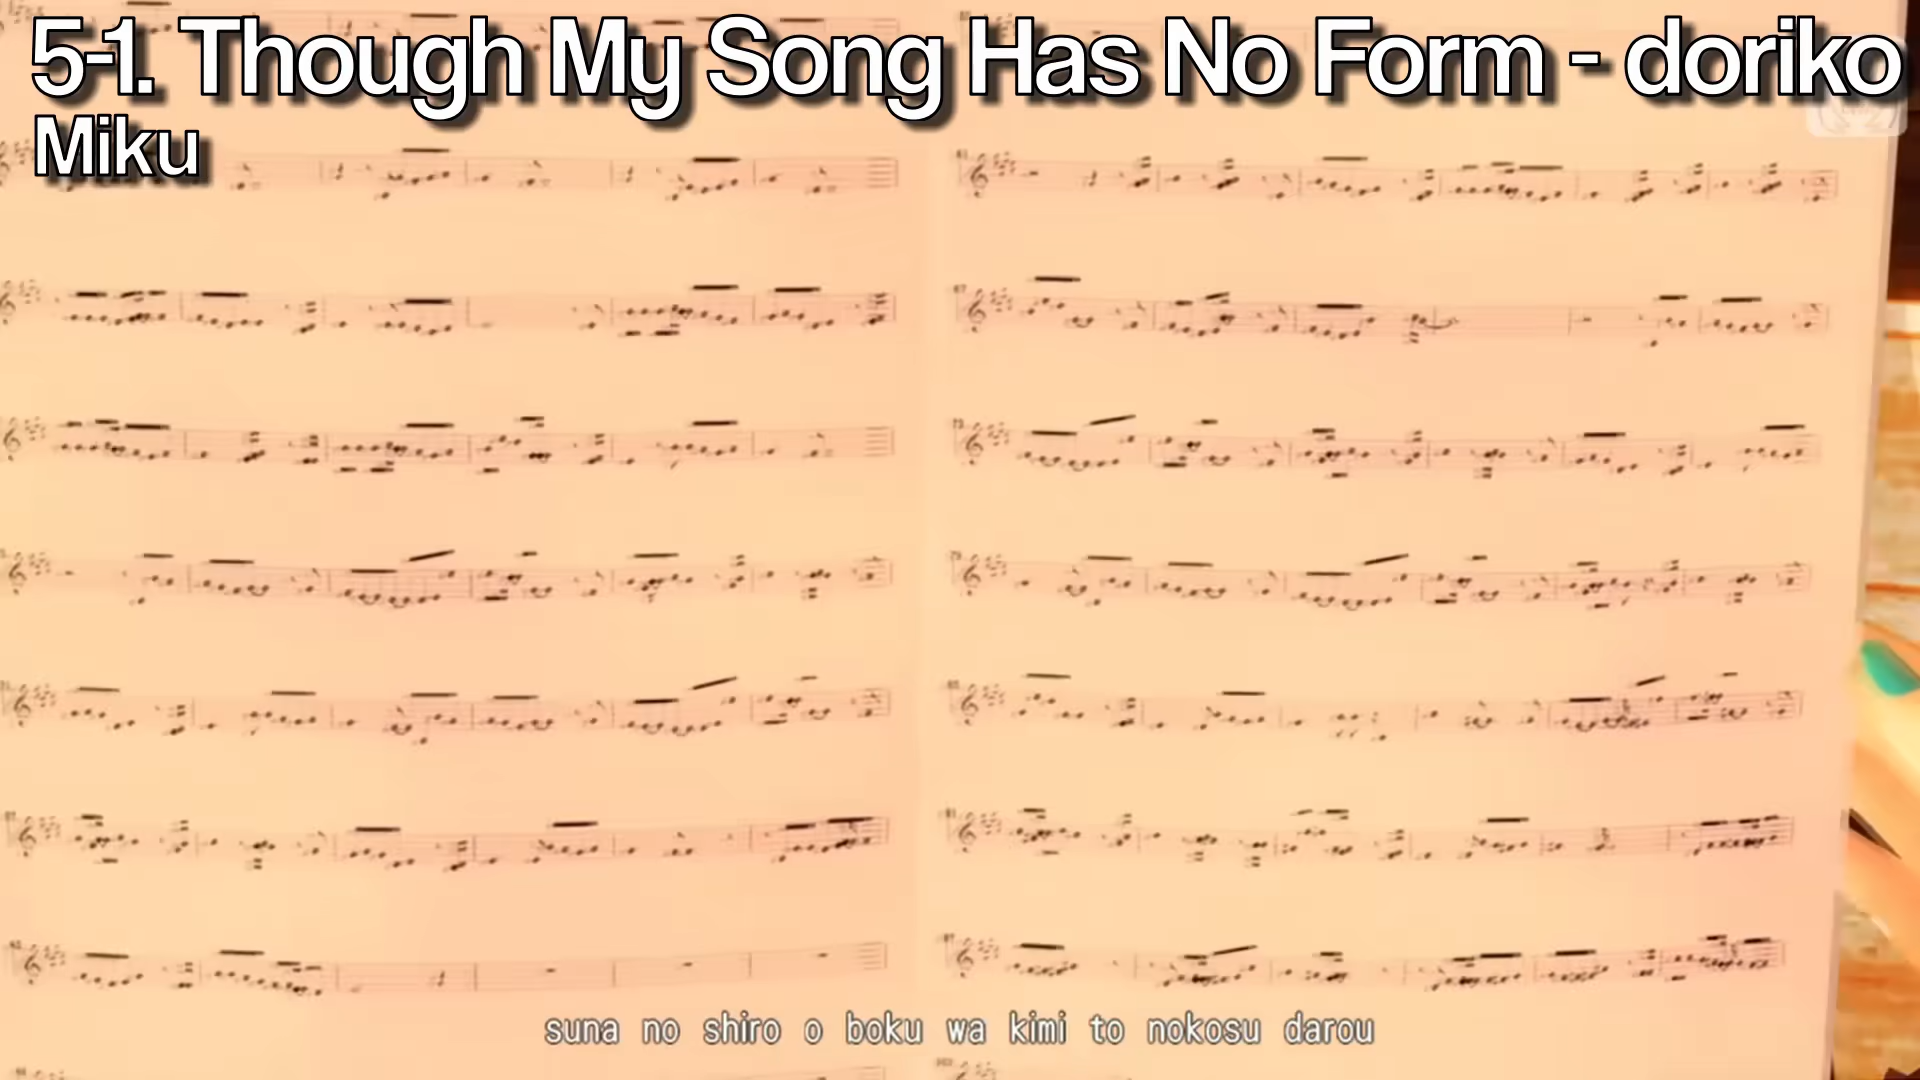 5-1. Though My Song Has No Form - doriko
Miku
suna no shiro o boku wa kimi to nokosu darou